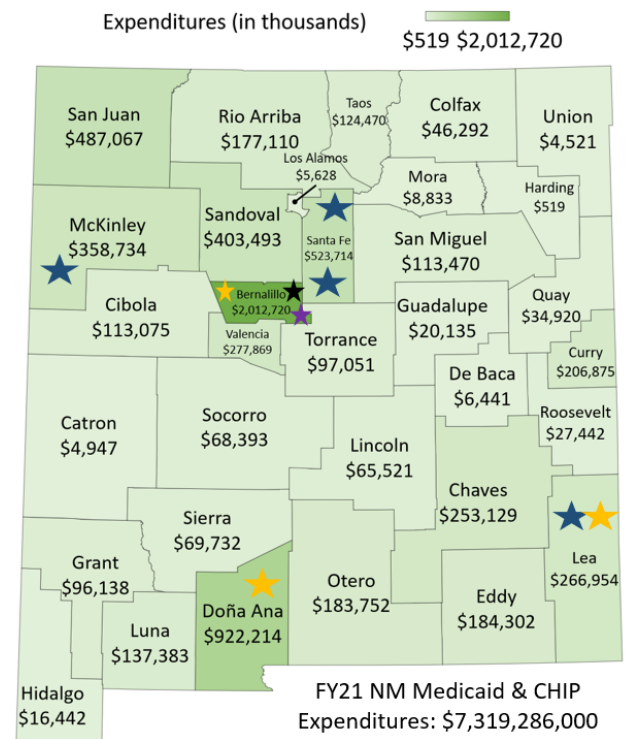 Expenditures (in thousands)
$519 $2,012,720
San Juan
$487,067
Rio Arriba
$177,110
Taos
$124,470
Colfax
$46,292
Union
$4,521
Los Alamos
$5,628
Mora
$8,833
Harding
$519
McKinley
$358,734
Sandoval
$403,493
Santa Fe
$523,714
San Miguel
$113,470
Cibola
$113,075
Bernalillo
$2,012,720
Valencia
$277,869
Torrance
$97,051
Guadalupe
$20,135
Quay
$34,920
Curry
$206,875
De Baca
$6,441
Roosevelt
$27,442
Catron
$4,947
Socorro
$68,393
Lincoln
$65,521
Chaves
$253,129
Sierra
$69,732
Lea
$266,954
Grant
$96,138
Doña Ana
$922,214
Otero
$183,752
Eddy
$184,302
Luna
$137,383
Hidalgo
$16,442
FY21 NM Medicaid & CHIP
Expenditures: $7,319,286,000